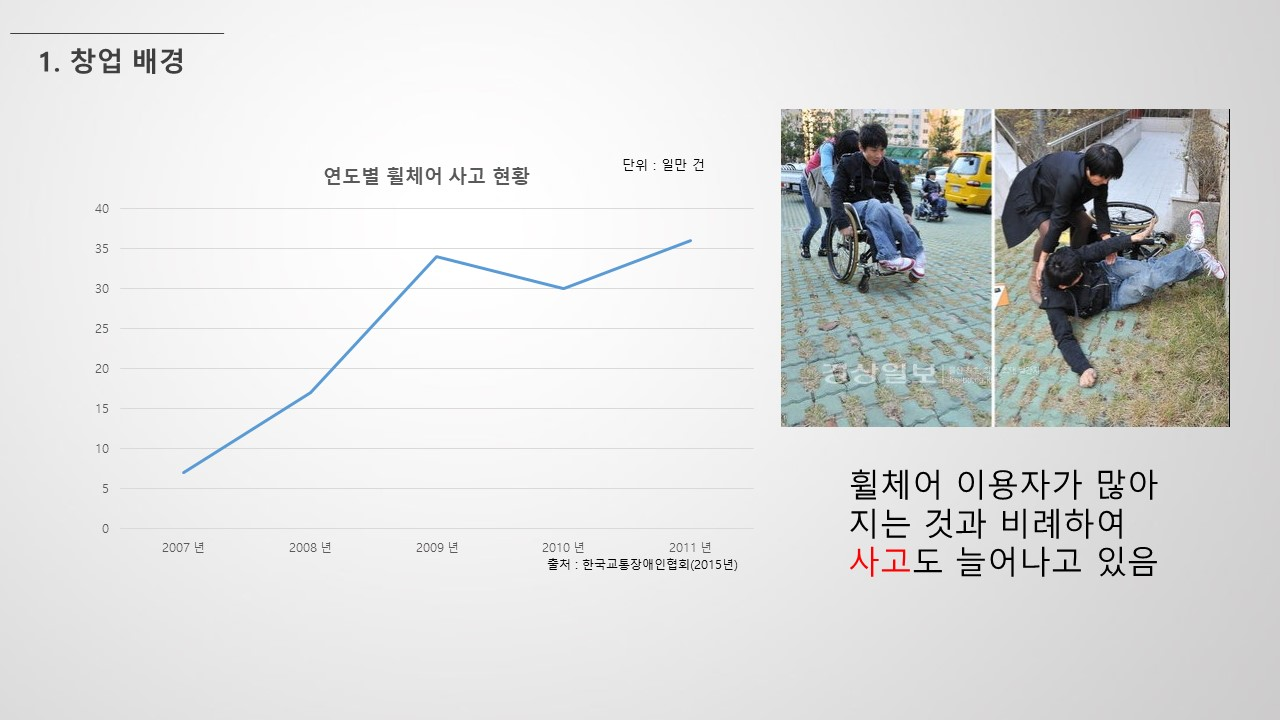 1. 창업 배경
연도별 휠체어 사고 현황
단위 : 일만 건
40
35
30
25
20
15
10
5
0
2007 년 2008 년 2009 년 2010 년 2011 년
출처 : 한국교통장애인협회(2015년)
경상일보
휠체어 이용자가 많아
지는 것과 비례하여
사고도 늘어나고 있음